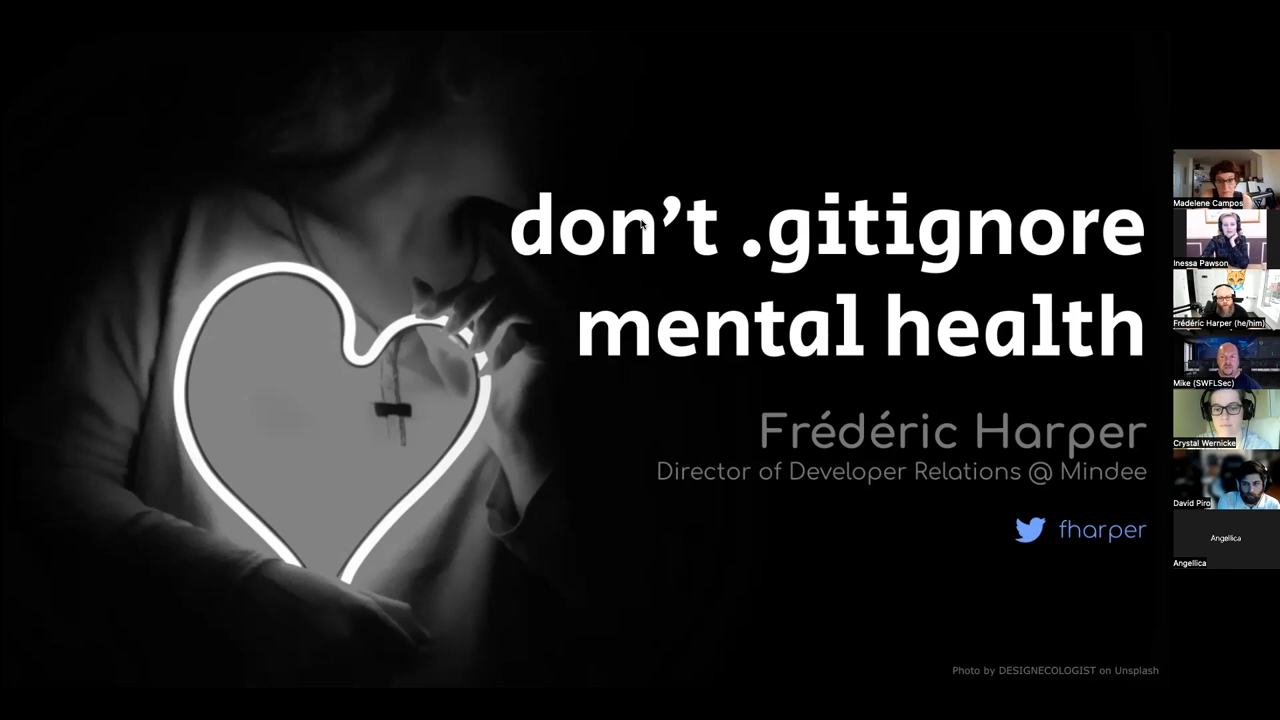 don’t .gitignore
mental health
Frédéric Harper
Director of Developer Relations @ Mindee
fharper
Photo by DESIGNECOLOGIST on Unsplash
Madelene Campos
Inessa Pawson
Frédéric Harper (he/him)
Mike (SWFLSec)
Crystal Wernicke
David Piro
Angellica
Angellica